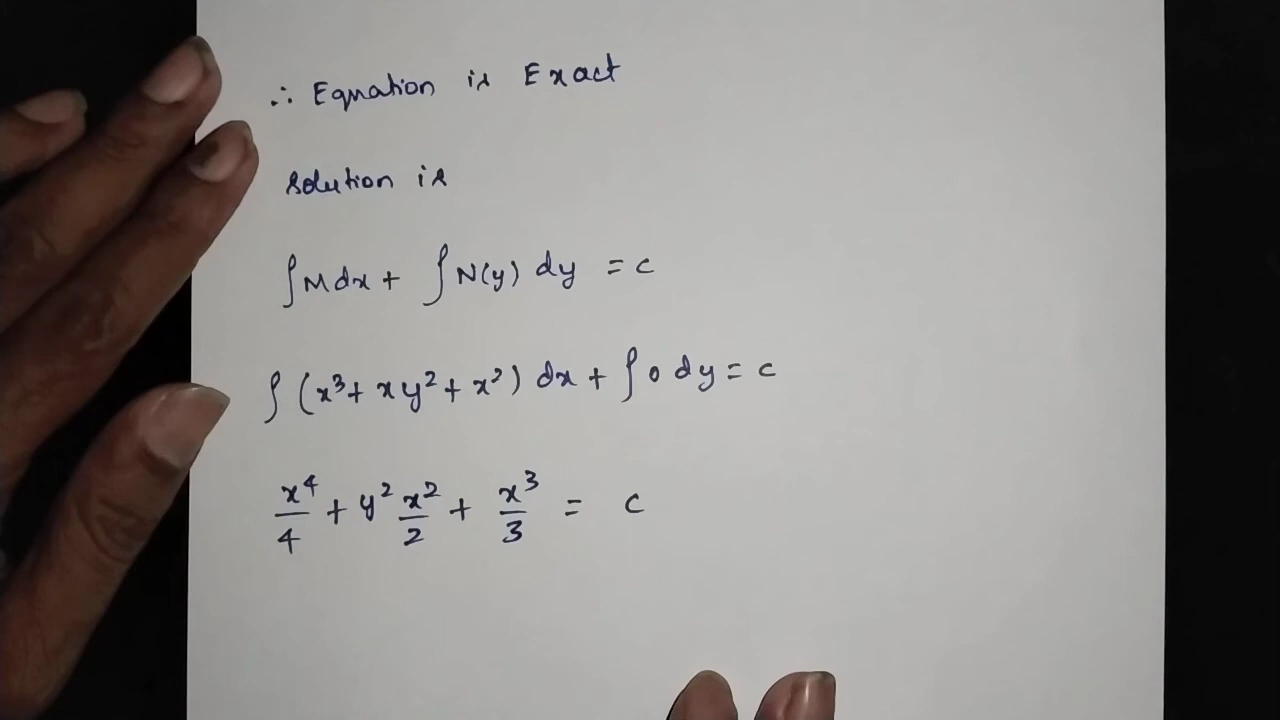 ∴ Equation is Exact
solution is
∫ M dx + ∫ N(y) dy = c
∫ (x³ + x y² + x²) dx + ∫ 0 dy = c
x⁴/4 + y² x²/2 + x³/3 = c